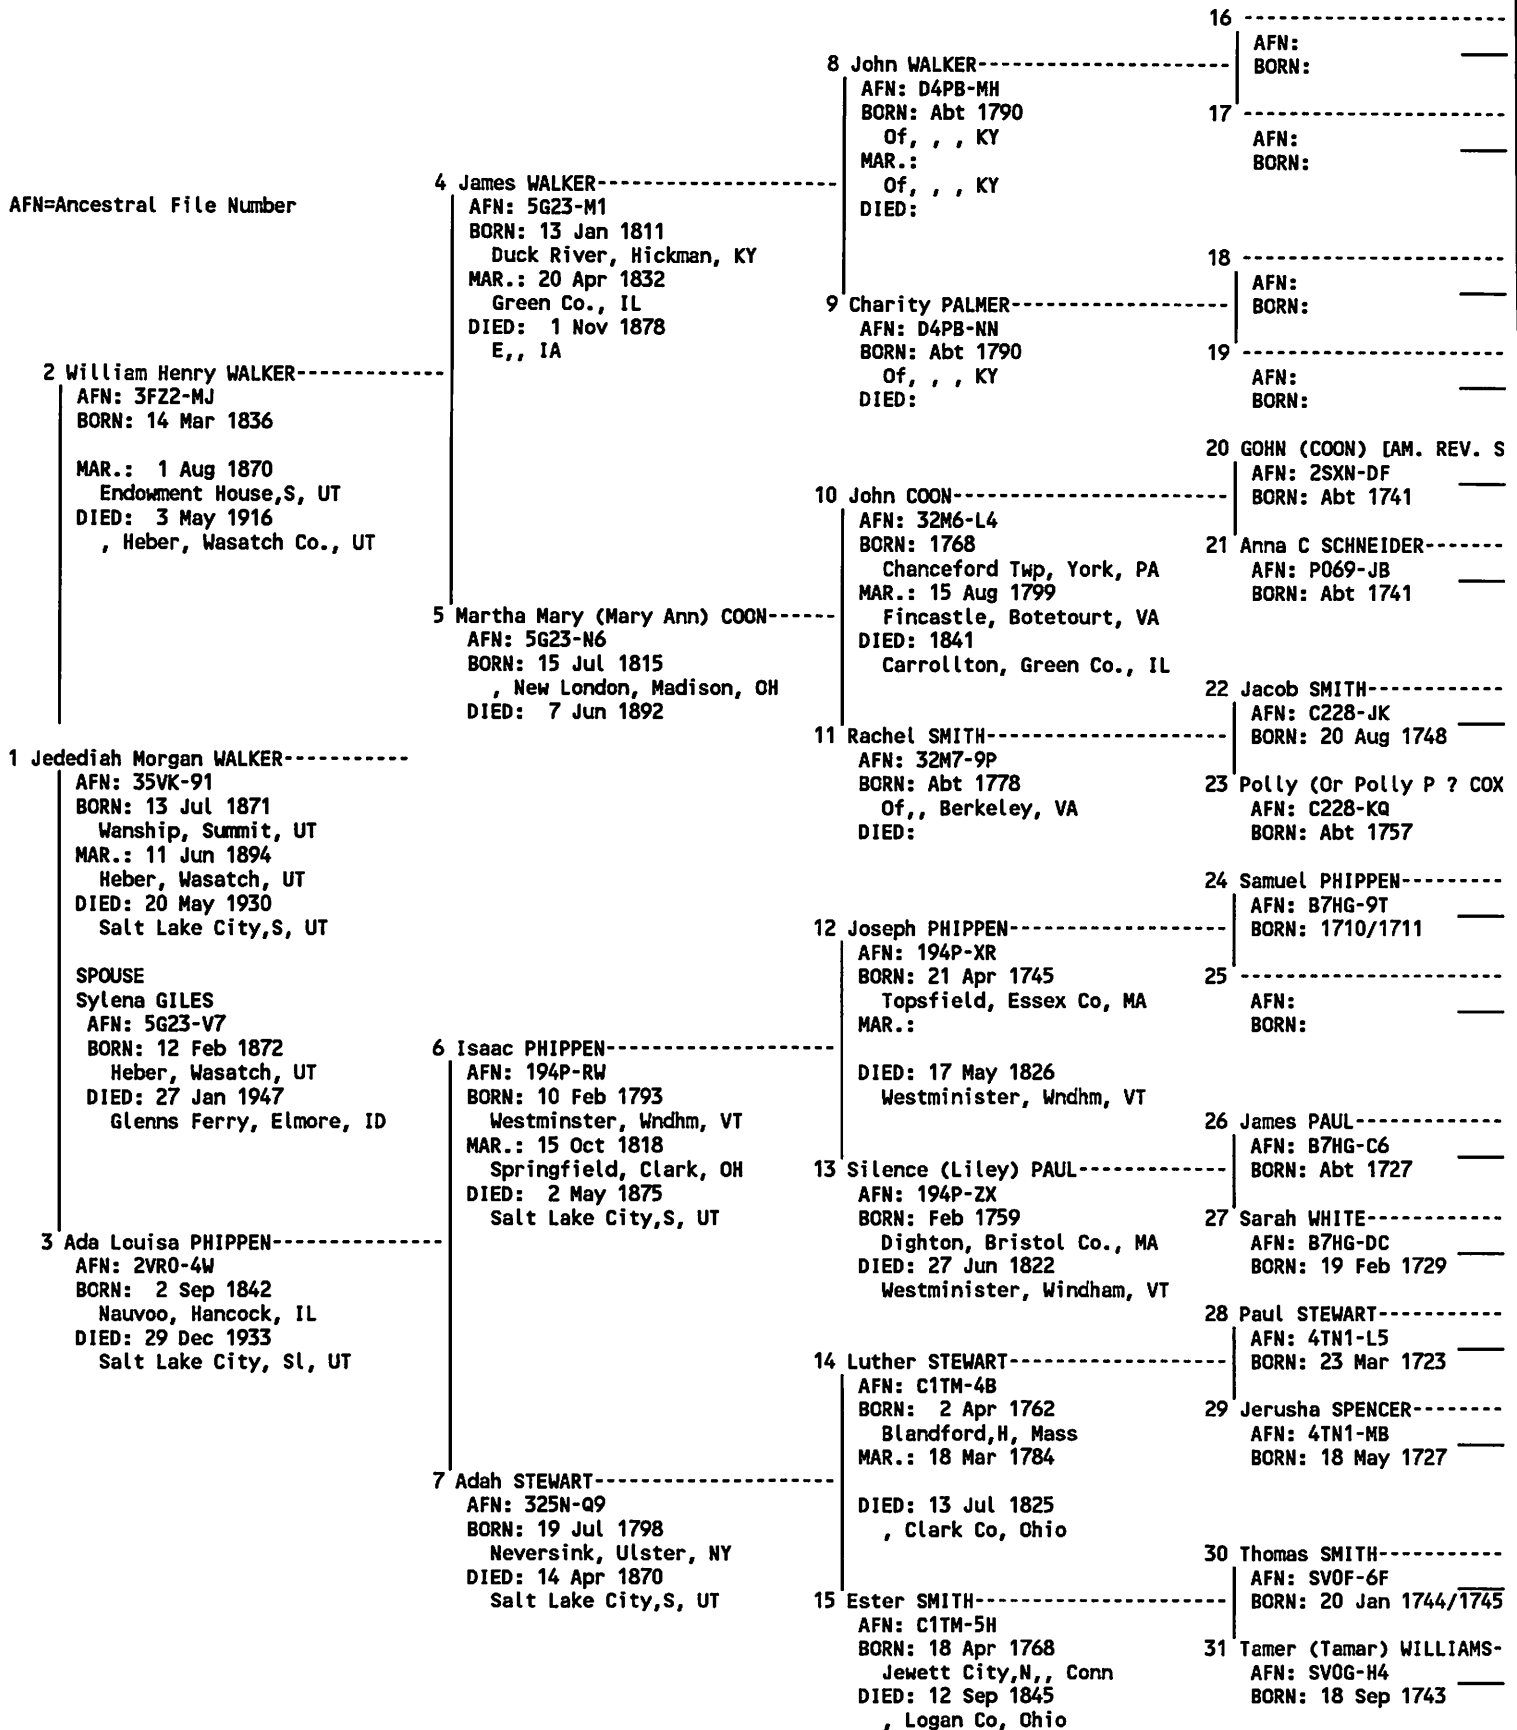 AFN=Ancestral File Number
1 Jedediah Morgan WALKER-----------
AFN: 35VK-91
BORN: 13 Jul 1871
Wanship, Summit, UT
MAR.: 11 Jun 1894
Heber, Wasatch, UT
DIED: 20 May 1930
Salt Lake City,S, UT
SPOUSE
Sylena GILES
AFN: 5G23-V7
BORN: 12 Feb 1872
Heber, Wasatch, UT
DIED: 27 Jan 1947
Glenns Ferry, Elmore, ID
2 William Henry WALKER-------------
AFN: 3FZ2-MJ
BORN: 14 Mar 1836
MAR.: 1 Aug 1870
Endowment House,S, UT
DIED: 3 May 1916
, Heber, Wasatch Co., UT
3 Ada Louisa PHIPPEN---------------
AFN: 2VR0-4W
BORN: 2 Sep 1842
Nauvoo, Hancock, IL
DIED: 29 Dec 1933
Salt Lake City, Sl, UT
4 James WALKER---------------------
AFN: 5G23-M1
BORN: 13 Jan 1811
Duck River, Hickman, KY
MAR.: 20 Apr 1832
Green Co., IL
DIED: 1 Nov 1878
E,, IA
5 Martha Mary (Mary Ann) COON------
AFN: 5G23-N6
BORN: 15 Jul 1815
, New London, Madison, OH
DIED: 7 Jun 1892
6 Isaac PHIPPEN--------------------
AFN: 194P-RW
BORN: 10 Feb 1793
Westminster, Wndhm, VT
MAR.: 15 Oct 1818
Springfield, Clark, OH
DIED: 2 May 1875
Salt Lake City,S, UT
7 Adah STEWART---------------------
AFN: 325N-Q9
BORN: 19 Jul 1798
Neversink, Ulster, NY
DIED: 14 Apr 1870
Salt Lake City,S, UT
8 John WALKER----------------------
AFN: D4PB-MH
BORN: Abt 1790
Of, , , KY
MAR.:
Of, , , KY
DIED:
9 Charity PALMER-------------------
AFN: D4PB-NN
BORN: Abt 1790
Of, , , KY
DIED:
10 John COON------------------------
AFN: 32M6-L4
BORN: 1768
Chanceford Twp, York, PA
MAR.: 15 Aug 1799
Fincastle, Botetourt, VA
DIED: 1841
Carrollton, Green Co., IL
11 Rachel SMITH---------------------
AFN: 32M7-9P
BORN: Abt 1778
Of,, Berkeley, VA
DIED:
12 Joseph PHIPPEN-------------------
AFN: 194P-XR
BORN: 21 Apr 1745
Topsfield, Essex Co, MA
MAR.:
DIED: 17 May 1826
Westminister, Wndhm, VT
13 Silence (Liley) PAUL-------------
AFN: 194P-ZX
BORN: Feb 1759
Dighton, Bristol Co., MA
DIED: 27 Jun 1822
Westminister, Windham, VT
14 Luther STEWART-------------------
AFN: C1TM-4B
BORN: 2 Apr 1762
Blandford,H, Mass
MAR.: 18 Mar 1784
DIED: 13 Jul 1825
, Clark Co, Ohio
15 Ester SMITH----------------------
AFN: C1TM-5H
BORN: 18 Apr 1768
Jewett City,N,, Conn
DIED: 12 Sep 1845
, Logan Co, Ohio
16 -----------------------
AFN:
BORN:
17 -----------------------
AFN:
BORN:
18 -----------------------
AFN:
BORN:
19 -----------------------
AFN:
BORN:
20 GOHN (COON) [AM. REV. S
AFN: 2SXN-DF
BORN: Abt 1741
21 Anna C SCHNEIDER-------
AFN: P069-JB
BORN: Abt 1741
22 Jacob SMITH------------
AFN: C228-JK
BORN: 20 Aug 1748
23 Polly (Or Polly P ? COX
AFN: C228-KQ
BORN: Abt 1757
24 Samuel PHIPPEN---------
AFN: B7HG-9T
BORN: 1710/1711
25 -----------------------
AFN:
BORN:
26 James PAUL-------------
AFN: B7HG-C6
BORN: Abt 1727
27 Sarah WHITE------------
AFN: B7HG-DC
BORN: 19 Feb 1729
28 Paul STEWART-----------
AFN: 4TN1-L5
BORN: 23 Mar 1723
29 Jerusha SPENCER--------
AFN: 4TN1-MB
BORN: 18 May 1727
30 Thomas SMITH-----------
AFN: SV0F-6F
BORN: 20 Jan 1744/1745
31 Tamer (Tamar) WILLIAMS-
AFN: SV0G-H4
BORN: 18 Sep 1743